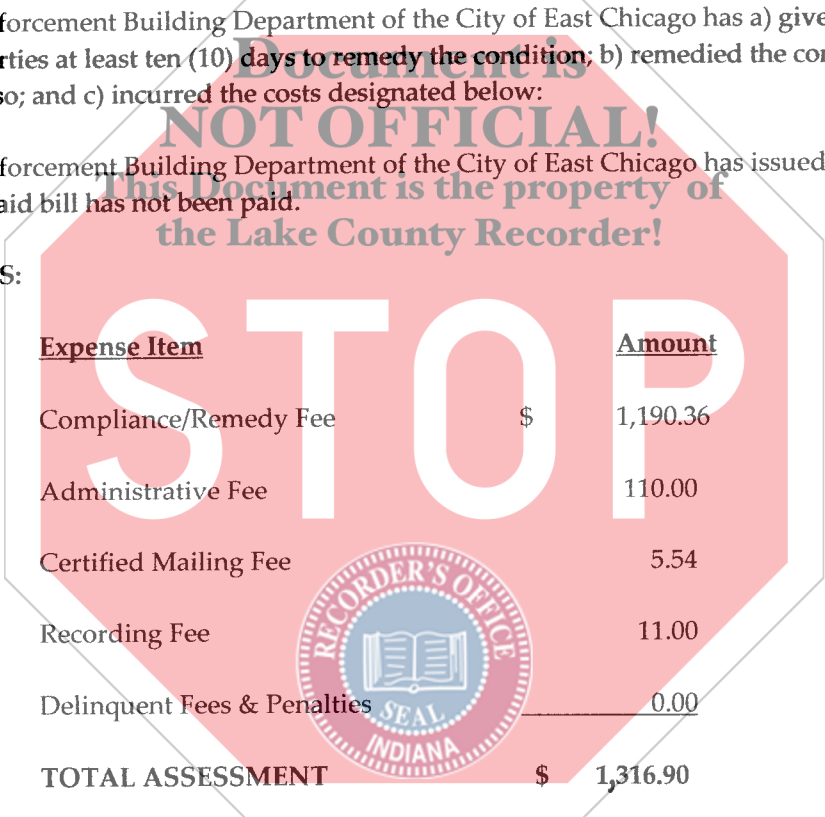 forcement Building Department of the City of East Chicago has a) give
rties at least ten (10) days to remedy the condition; b) remedied the con
so; and c) incurred the costs designated below:
Document is
NOT OFFICIAL!
forcement Building Department of the City of East Chicago has issued
This Document is the property of
aid bill has not been paid.
the Lake County Recorder!
S:
STOP
Expense Item Amount
Compliance/Remedy Fee $ 1,190.36
Administrative Fee 110.00
Certified Mailing Fee 5.54
Recording Fee 11.00
Delinquent Fees & Penalties 0.00
TOTAL ASSESSMENT $ 1,316.90
RECORDER'S OFFICE
SEAL
INDIANA